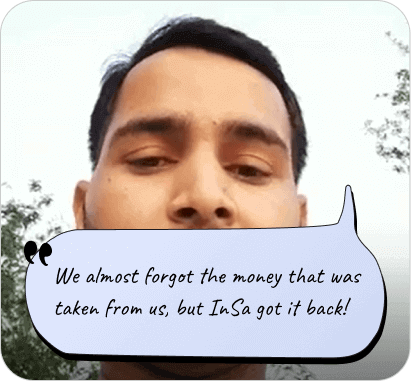 ❞
We almost forgot the money that was
taken from us, but InSa got it back!